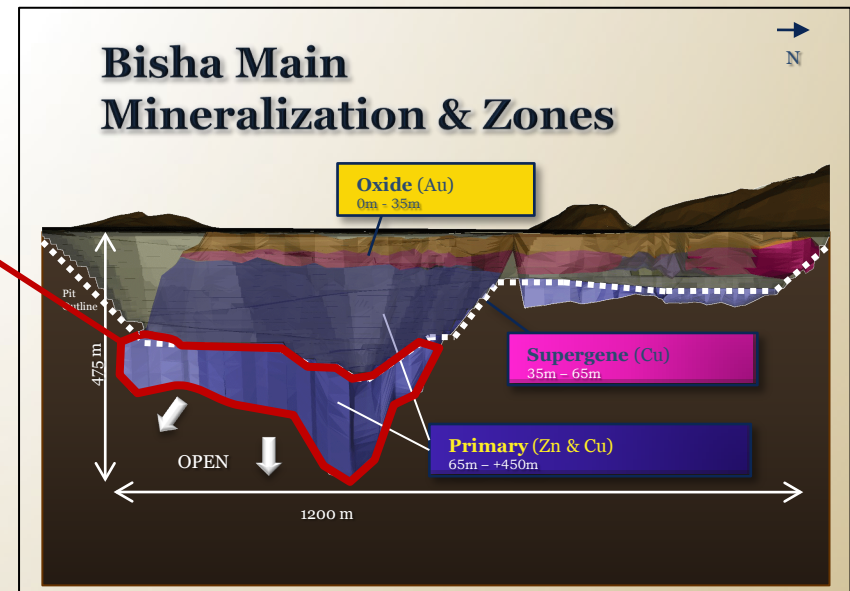 Bisha Main
Mineralization & Zones
N
Oxide (Au)
0m - 35m
Pit
Outline
475 m
Supergene (Cu)
35m – 65m
Primary (Zn & Cu)
65m – +450m
OPEN
1200 m